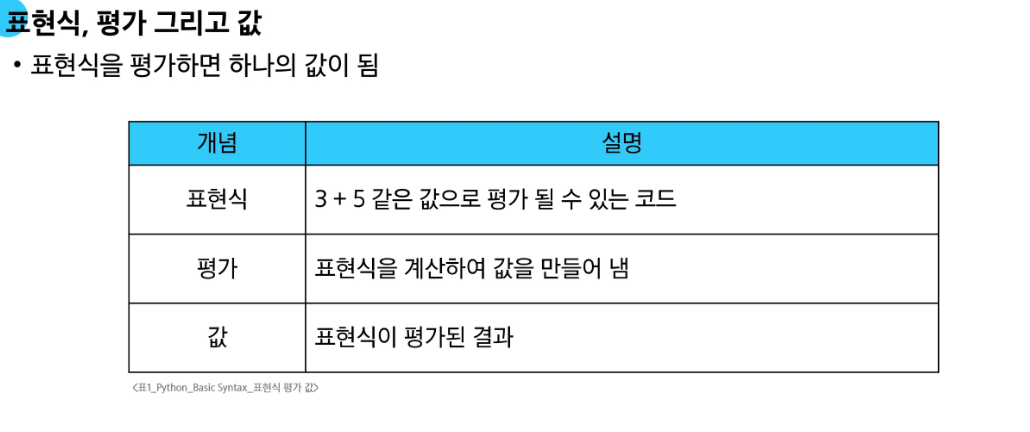 표현식, 평가 그리고 값
• 표현식을 평가하면 하나의 값이 됨
개념 설명
표현식 3 + 5 같은 값으로 평가 될 수 있는 코드
평가 표현식을 계산하여 값을 만들어 냄
값 표현식이 평가된 결과
<표1_Python_Basic Syntax_표현식 평가 값>